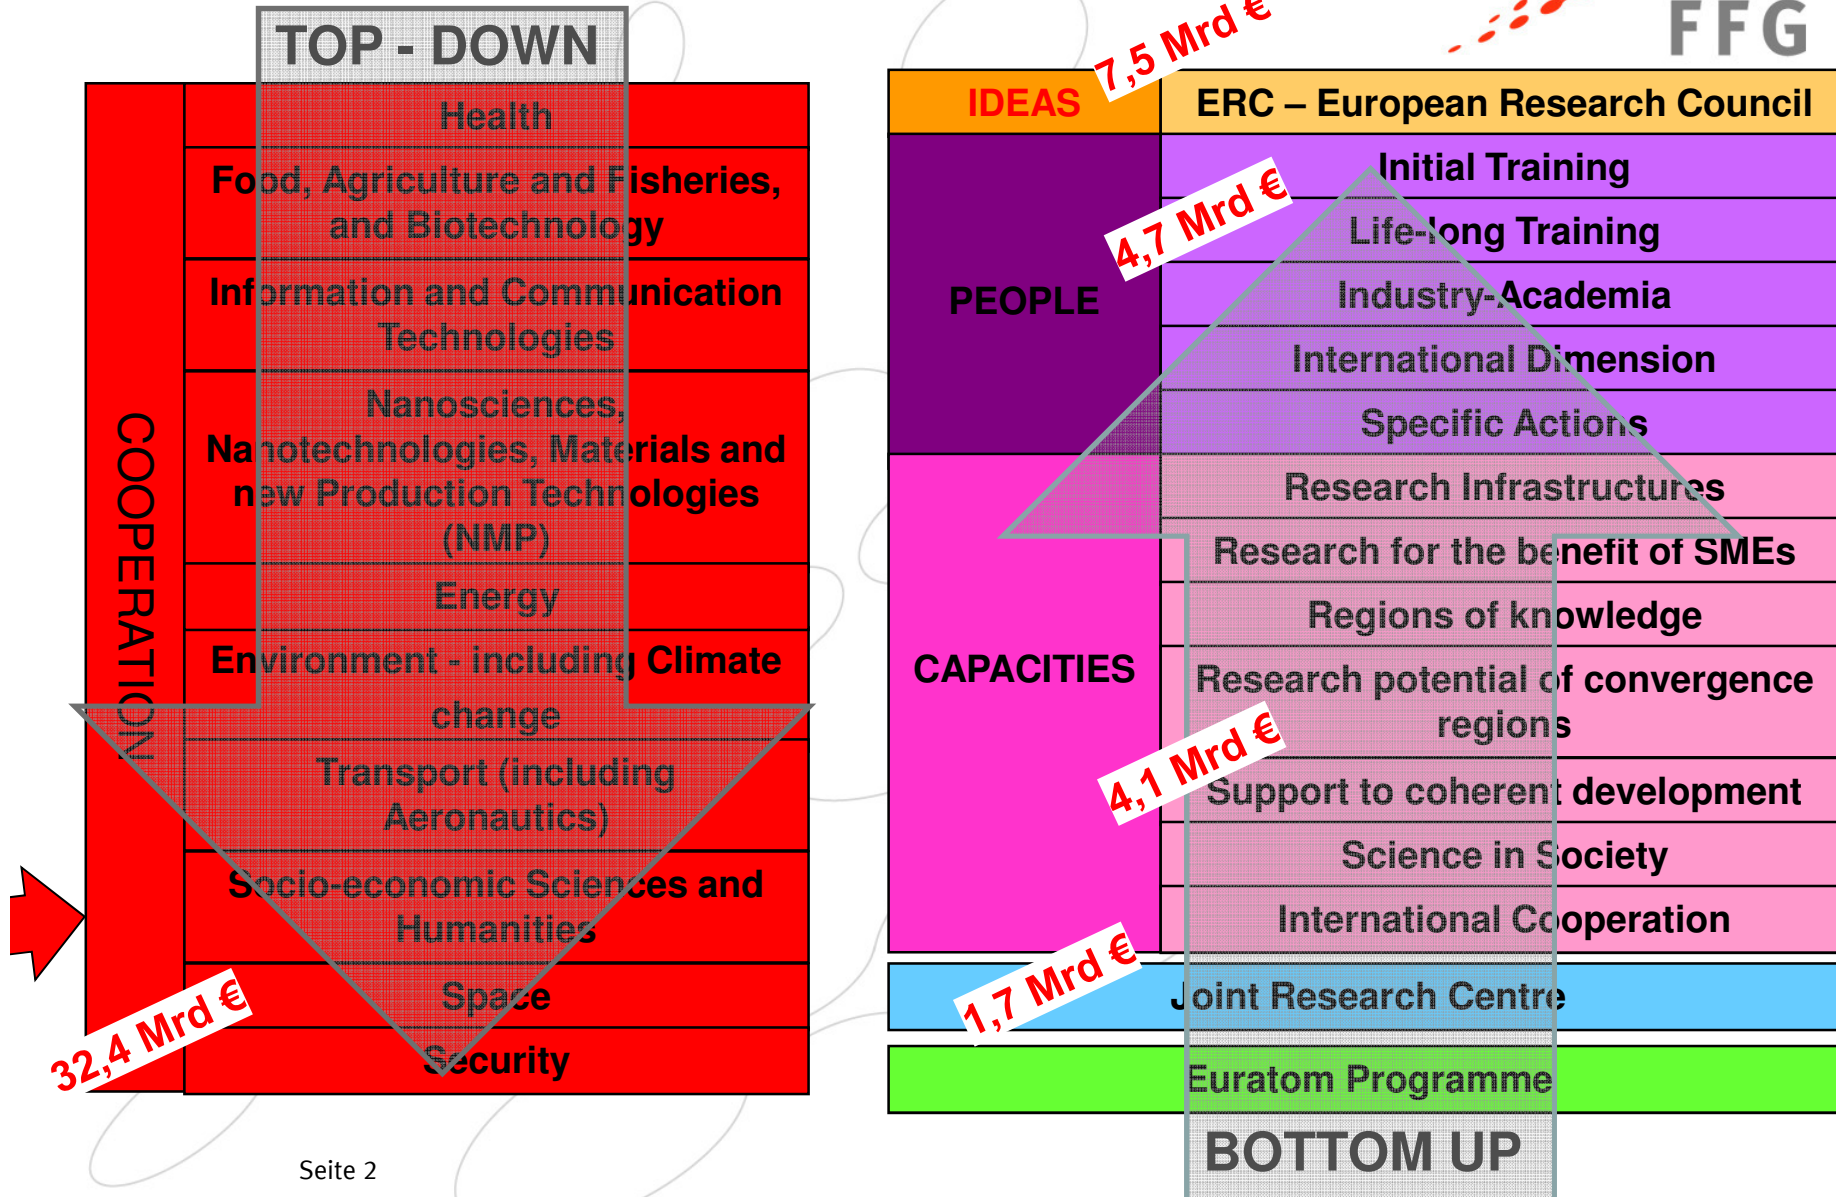 TOP - DOWN
COOPERATION
Health
Food, Agriculture and Fisheries,
and Biotechnology
Information and Communication
Technologies
Nanosciences,
Nanotechnologies, Materials and
new Production Technologies
(NMP)
Energy
Environment - including Climate
change
Transport (including
Aeronautics)
Socio-economic Sciences and
Humanities
Space
Security
32,4 Mrd €
Seite 2
FFG
7,5 Mrd €
IDEAS
ERC – European Research Council
PEOPLE
4,7 Mrd €
Initial Training
Life-long Training
Industry-Academia
International Dimension
Specific Actions
CAPACITIES
4,1 Mrd €
Research Infrastructures
Research for the benefit of SMEs
Regions of knowledge
Research potential of convergence
regions
Support to coherent development
Science in Society
International Cooperation
1,7 Mrd €
Joint Research Centre
Euratom Programme
BOTTOM UP